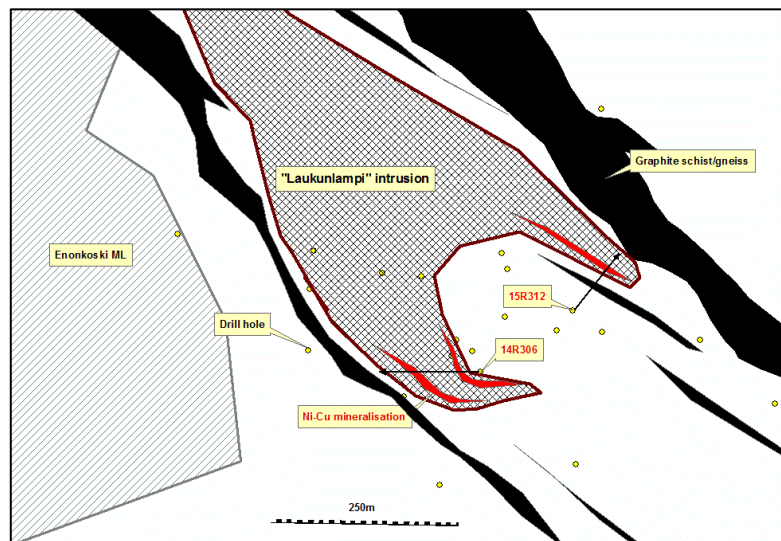 Graphite schist/gneiss
"Laukunlampi" intrusion
Enonkoski ML
15R312
Drill hole
14R306
Ni-Cu mineralisation
250m